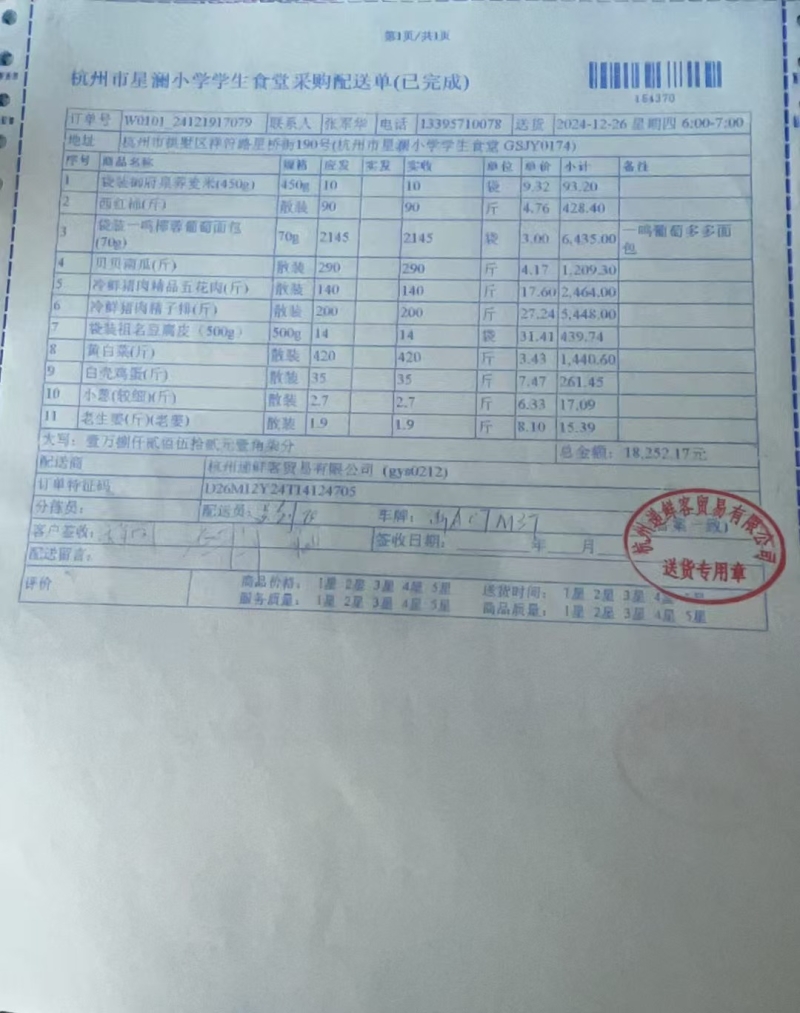 第1页/共1页
杭州市星澜小学学生食堂采购配送单(已完成)
154370
订单号 W0101_24121917079 联系人 张军华 电话 13395710078 送货 2024-12-26 星期四 6:00-7:00
地址 杭州市拱墅区祥符路星桥街190号(杭州市星澜小学学生食堂 GSJY0174)
序号 商品名称 规格 应发 实发 实收 单位 单价 小计 备注
1 袋装御府泉荞麦米(450g) 450g 10 10 袋 9.32 93.20
2 西红柿(斤) 散装 90 90 斤 4.76 428.40
3 袋装一鸣椰蓉葡萄面包(70g) 70g 2145 2145 袋 3.00 6,435.00 一鸣葡萄多多面包
4 贝贝南瓜(斤) 散装 290 290 斤 4.17 1,209.30
5 冷鲜猪肉精品五花肉(斤) 散装 140 140 斤 17.60 2,464.00
6 冷鲜猪肉精子排(斤) 散装 200 200 斤 27.24 5,448.00
7 袋装祖名豆腐皮（500g） 500g 14 14 袋 31.41 439.74
8 黄白菜(斤) 散装 420 420 斤 3.43 1,440.60
9 白壳鸡蛋(斤) 散装 35 35 斤 7.47 261.45
10 小葱(较细)(斤) 散装 2.7 2.7 斤 6.33 17.09
11 老生姜(斤)(老姜) 散装 1.9 1.9 斤 8.10 15.39
大写：壹万捌仟贰佰伍拾贰元壹角柒分 总金额：18,252.17元
配送商 杭州递鲜客贸易有限公司 (gys0212)
订单特征码 D26M12Y24T14124705
分拣员： 配送员： 车牌：
客户签收： 签收日期： 年 月
配送留言：
杭州递鲜客贸易有限公司
送货专用章
评价 商品价格： 1星 2星 3星 4星 5星 送货时间： 1星 2星 3星 4星 5星
服务质量： 1星 2星 3星 4星 5星 商品质量： 1星 2星 3星 4星 5星